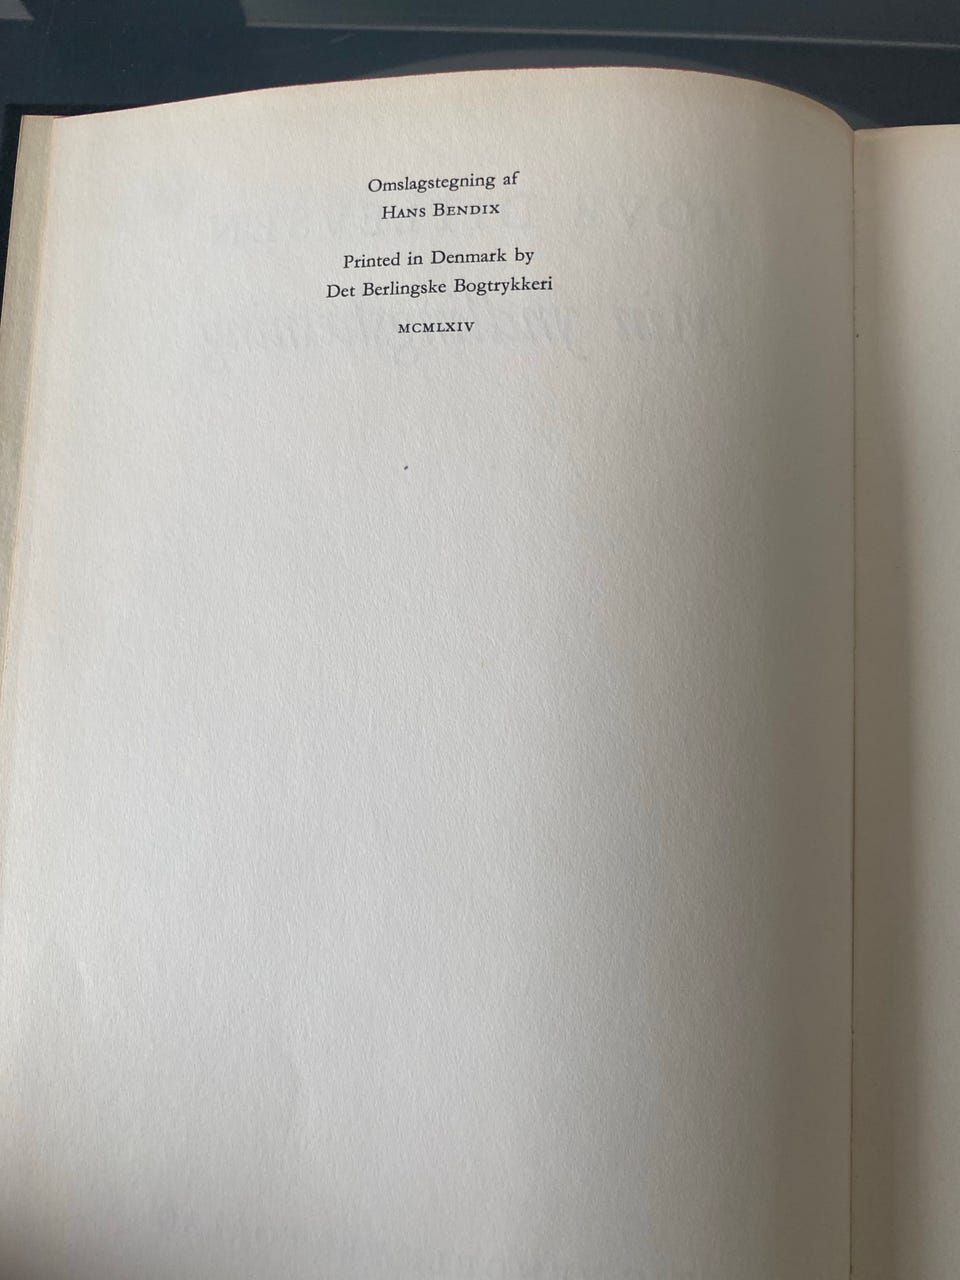 Omslagstegning af
HANS BENDIX
Printed in Denmark by
Det Berlingske Bogtrykkeri
MCMLXIV